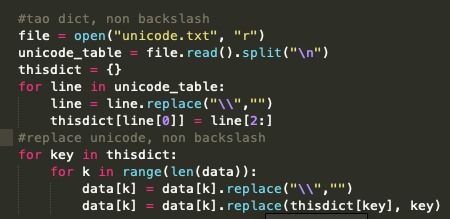 #tao dict, non backslash
file = open("unicode.txt", "r")
unicode_table = file.read().split("\n")
thisdict = {}
for line in unicode_table:
    line = line.replace("\\","")
    thisdict[line[0]] = line[2:]
#replace unicode, non backslash
for key in thisdict:
    for k in range(len(data)):
        data[k] = data[k].replace("\\","")
        data[k] = data[k].replace(thisdict[key], key)